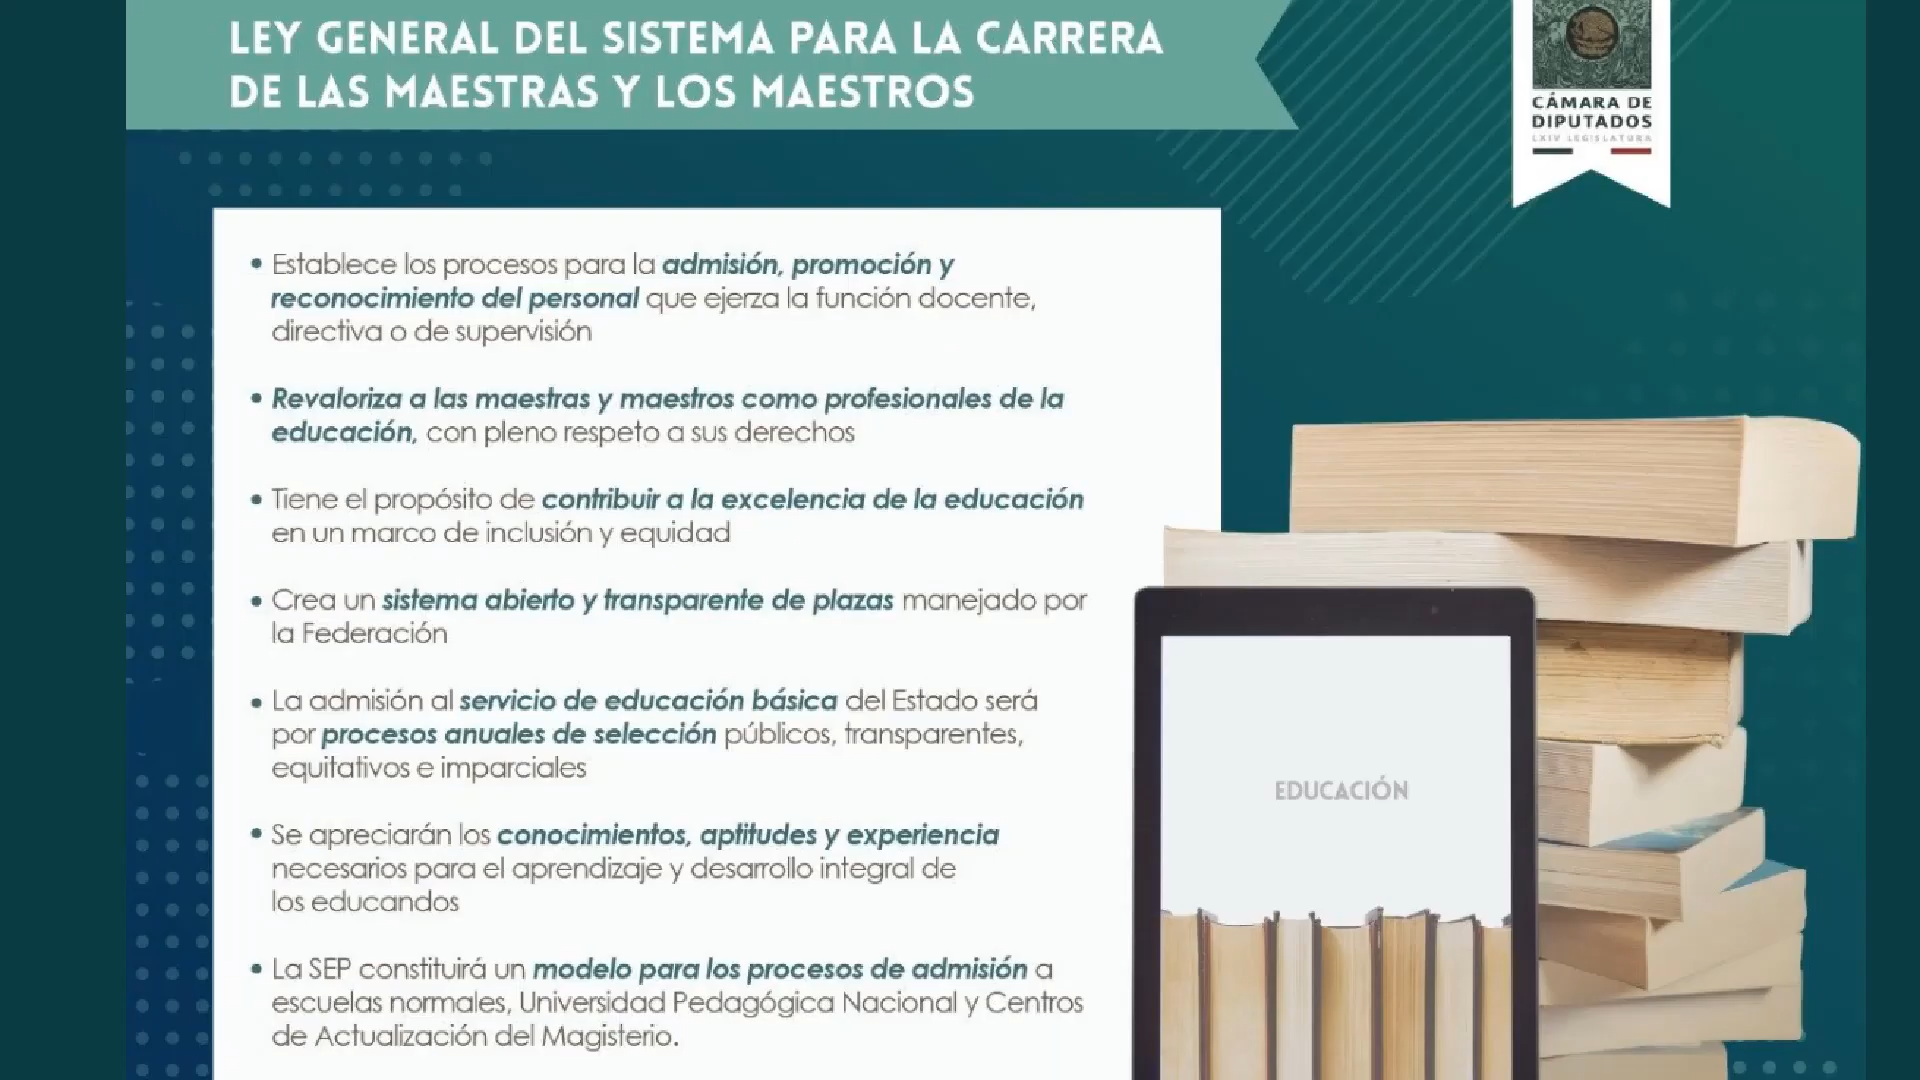 LEY GENERAL DEL SISTEMA PARA LA CARRERA
DE LAS MAESTRAS Y LOS MAESTROS
CÁMARA DE
DIPUTADOS
LXIV LEGISLATURA
• Establece los procesos para la admisión, promoción y
reconocimiento del personal que ejerza la función docente,
directiva o de supervisión
• Revaloriza a las maestras y maestros como profesionales de la
educación, con pleno respeto a sus derechos
• Tiene el propósito de contribuir a la excelencia de la educación
en un marco de inclusión y equidad
• Crea un sistema abierto y transparente de plazas manejado por
la Federación
• La admisión al servicio de educación básica del Estado será
por procesos anuales de selección públicos, transparentes,
equitativos e imparciales
• Se apreciarán los conocimientos, aptitudes y experiencia
necesarios para el aprendizaje y desarrollo integral de
los educandos
• La SEP constituirá un modelo para los procesos de admisión a
escuelas normales, Universidad Pedagógica Nacional y Centros
de Actualización del Magisterio.
EDUCACIÓN